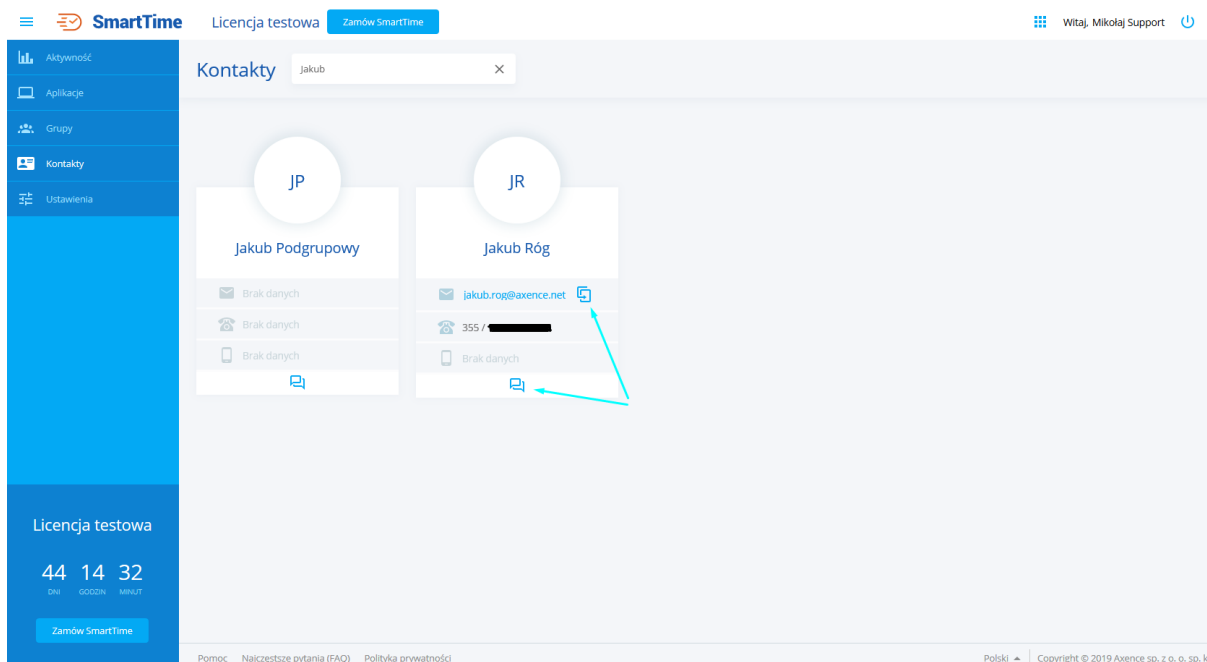 SmartTime
Licencja testowa
Zamów SmartTime
Witaj, Mikołaj Support
Aktywność
Aplikacje
Grupy
Kontakty
Ustawienia
Kontakty
Jakub
JP
Jakub Podgrupowy
Brak danych
Brak danych
Brak danych
JR
Jakub Róg
jakub.rog@axence.net
355 /
Brak danych
Licencja testowa
44 14 32
DNI GODZIN MINUT
Zamów SmartTime
Pomoc Najczęstsze pytania (FAQ) Polityka prywatności
Polski Copyright © 2019 Axence sp. z o. o. sp. k